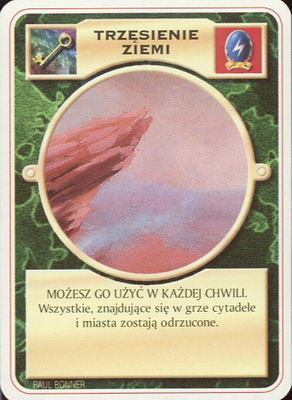 TRZĘSIENIE
ZIEMI
MOŻESZ GO UŻYĆ W KAŻDEJ CHWILI.
Wszystkie, znajdujące się w grze cytadele
i miasta zostają odrzucone.
PAUL BONNER